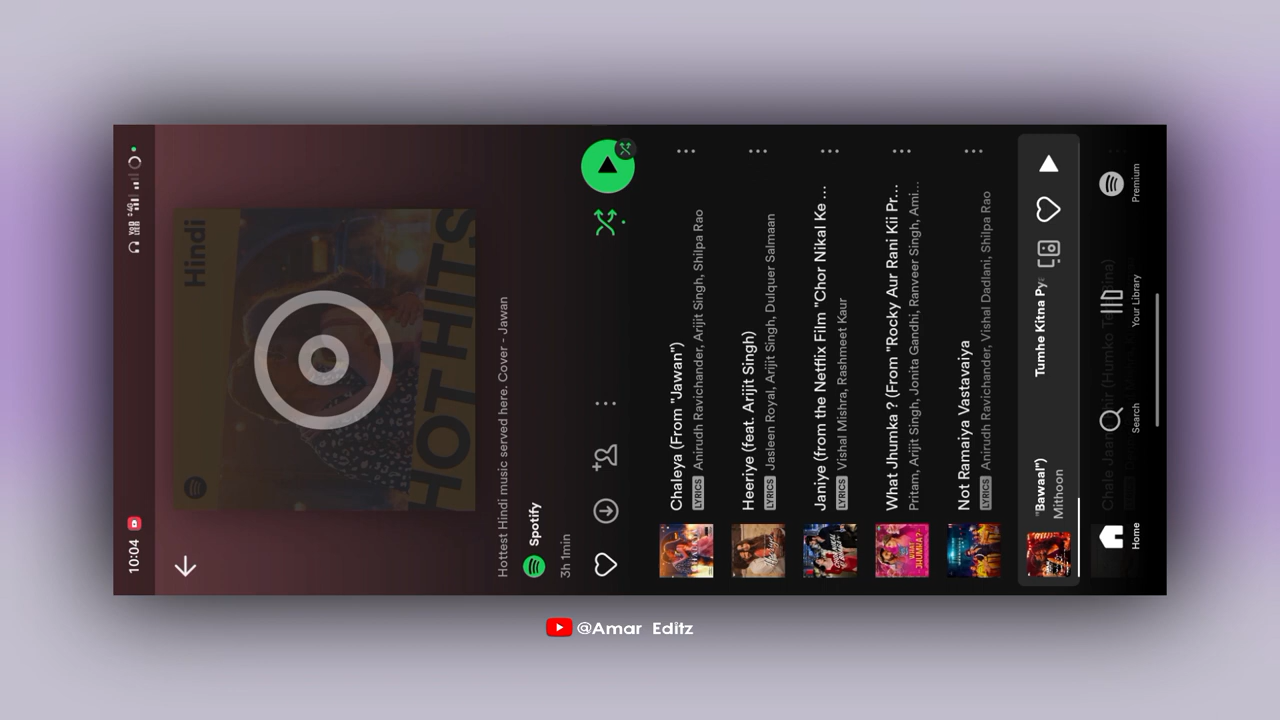 10:04
Hindi
HOTHITS
Hottest Hindi music served here. Cover - Jawan
Spotify
3h 1min
Chaleya (From "Jawan")
LYRICS Anirudh Ravichander, Arijit Singh, Shilpa Rao
Heeriye (feat. Arijit Singh)
LYRICS Jasleen Royal, Arijit Singh, Dulquer Salmaan
Janiye (from the Netflix Film "Chor Nikal Ke ...
LYRICS Vishal Mishra, Rashmeet Kaur
What Jhumka ? (From "Rocky Aur Rani Kii Pr...
Pritam, Arijit Singh, Jonita Gandhi, Ranveer Singh, Ami...
Not Ramaiya Vastavaiya
LYRICS Anirudh Ravichander, Vishal Dadlani, Shilpa Rao
"Bawaal") Tumhe Kitna Py
Mithoon
Home Search Your Library Premium
@Amar Editz